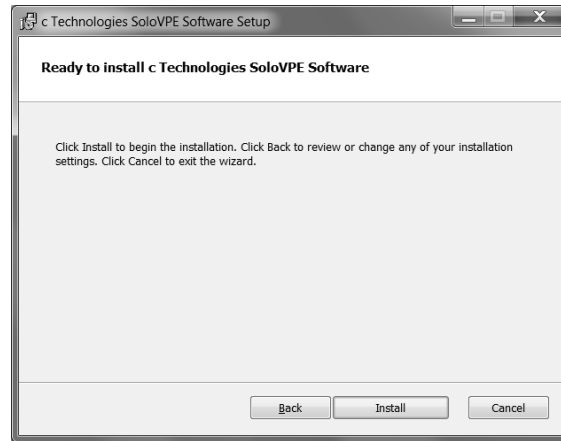 c Technologies SoloVPE Software Setup
Ready to install c Technologies SoloVPE Software
Click Install to begin the installation. Click Back to review or change any of your installation
settings. Click Cancel to exit the wizard.
Back Install Cancel